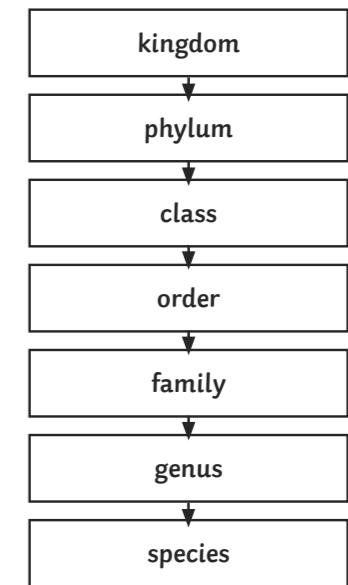 kingdom
phylum
class
order
family
genus
species